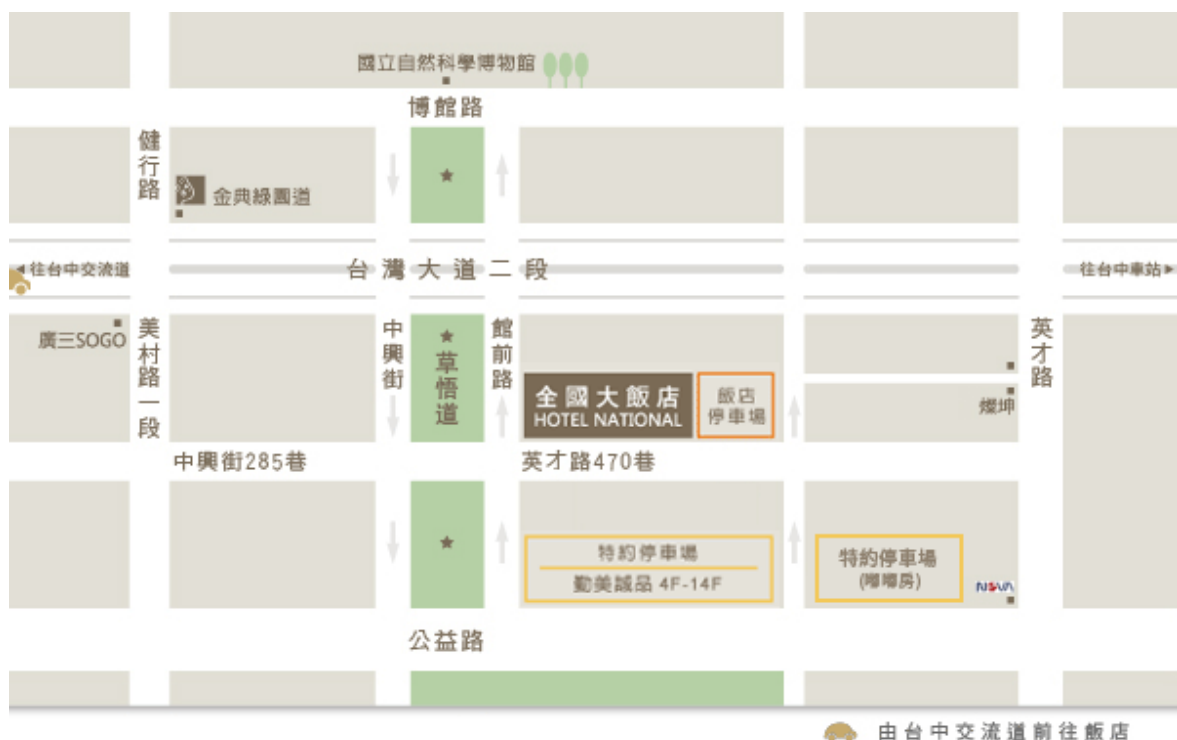 國立自然科學博物館
博館路
健行路
金典綠園道
◀往台中交流道
台灣大道二段
往台中車站▶
廣三SOGO
美村路一段
中興街
草悟道
館前路
全國大飯店
HOTEL NATIONAL
飯店
停車場
英才路
燦坤
中興街285巷
英才路470巷
特約停車場
勤美誠品 4F-14F
特約停車場
(嘟嘟房)
NOVA
公益路
由台中交流道前往飯店